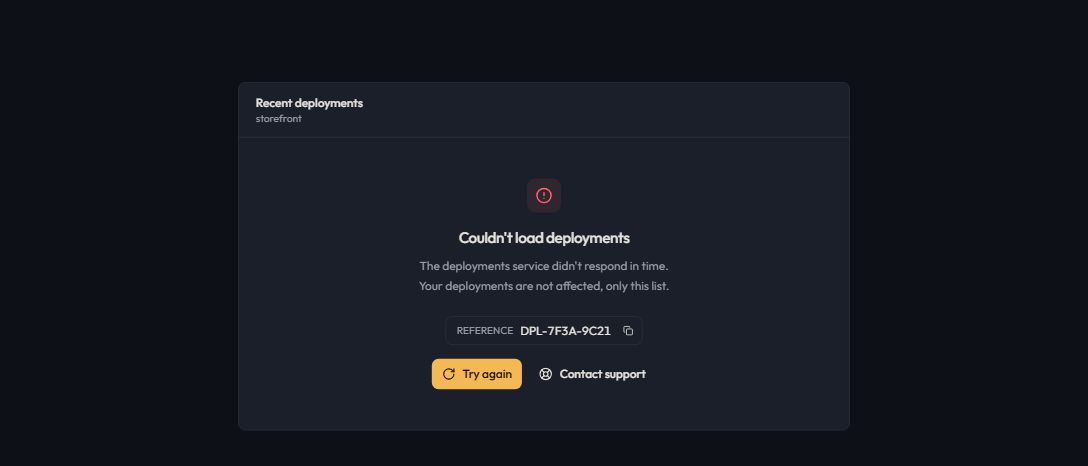 Recent deployments
storefront
Couldn't load deployments
The deployments service didn't respond in time.
Your deployments are not affected, only this list.
REFERENCE DPL-7F3A-9C21
Try again Contact support